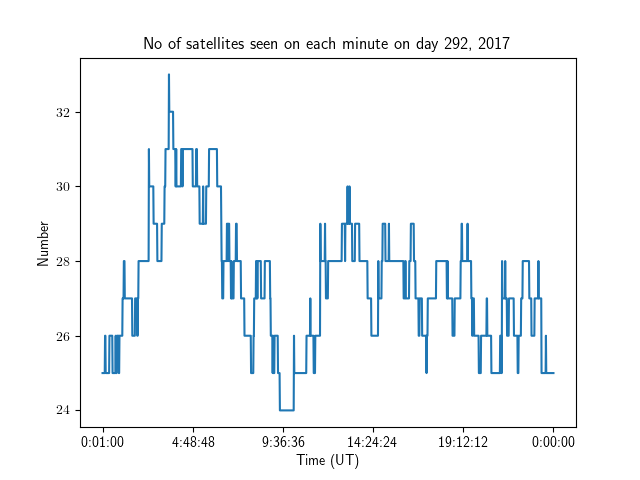 No of satellites seen on each minute on day 292, 2017
32
30
28
26
24
Number
0:01:00 4:48:48 9:36:36 14:24:24 19:12:12 0:00:00
Time (UT)